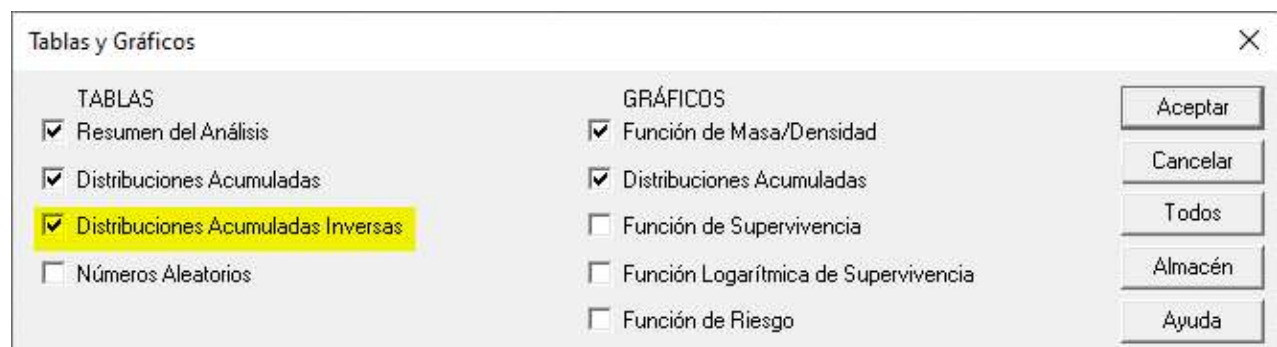 Tablas y Gráficos
TABLAS
Resumen del Análisis
Distribuciones Acumuladas
Distribuciones Acumuladas Inversas
Números Aleatorios
GRÁFICOS
Función de Masa/Densidad
Distribuciones Acumuladas
Función de Supervivencia
Función Logarítmica de Supervivencia
Función de Riesgo
Aceptar
Cancelar
Todos
Almacén
Ayuda